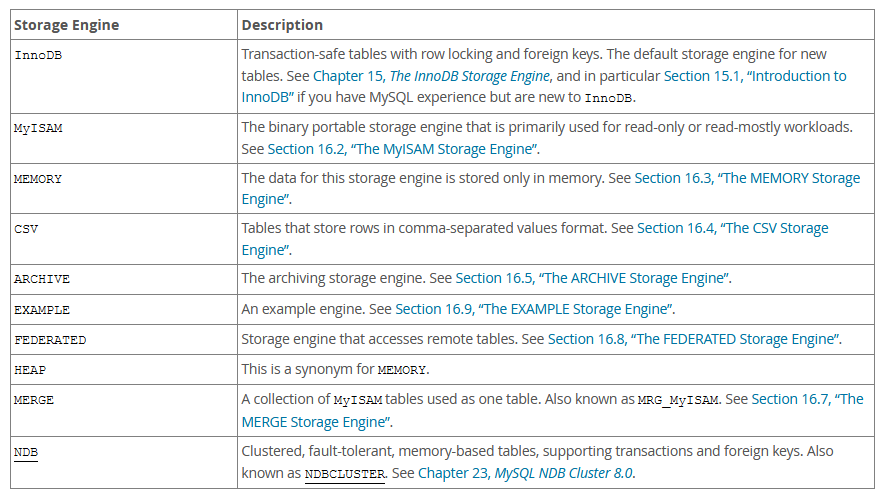 Storage Engine Description
InnoDB Transaction-safe tables with row locking and foreign keys. The default storage engine for new
tables. See Chapter 15, The InnoDB Storage Engine, and in particular Section 15.1, “Introduction to
InnoDB” if you have MySQL experience but are new to InnoDB.
MyISAM The binary portable storage engine that is primarily used for read-only or read-mostly workloads.
See Section 16.2, “The MyISAM Storage Engine”.
MEMORY The data for this storage engine is stored only in memory. See Section 16.3, “The MEMORY Storage
Engine”.
CSV Tables that store rows in comma-separated values format. See Section 16.4, “The CSV Storage
Engine”.
ARCHIVE The archiving storage engine. See Section 16.5, “The ARCHIVE Storage Engine”.
EXAMPLE An example engine. See Section 16.9, “The EXAMPLE Storage Engine”.
FEDERATED Storage engine that accesses remote tables. See Section 16.8, “The FEDERATED Storage Engine”.
HEAP This is a synonym for MEMORY.
MERGE A collection of MyISAM tables used as one table. Also known as MRG_MyISAM. See Section 16.7, “The
MERGE Storage Engine”.
NDB Clustered, fault-tolerant, memory-based tables, supporting transactions and foreign keys. Also
known as NDBCLUSTER. See Chapter 23, MySQL NDB Cluster 8.0.